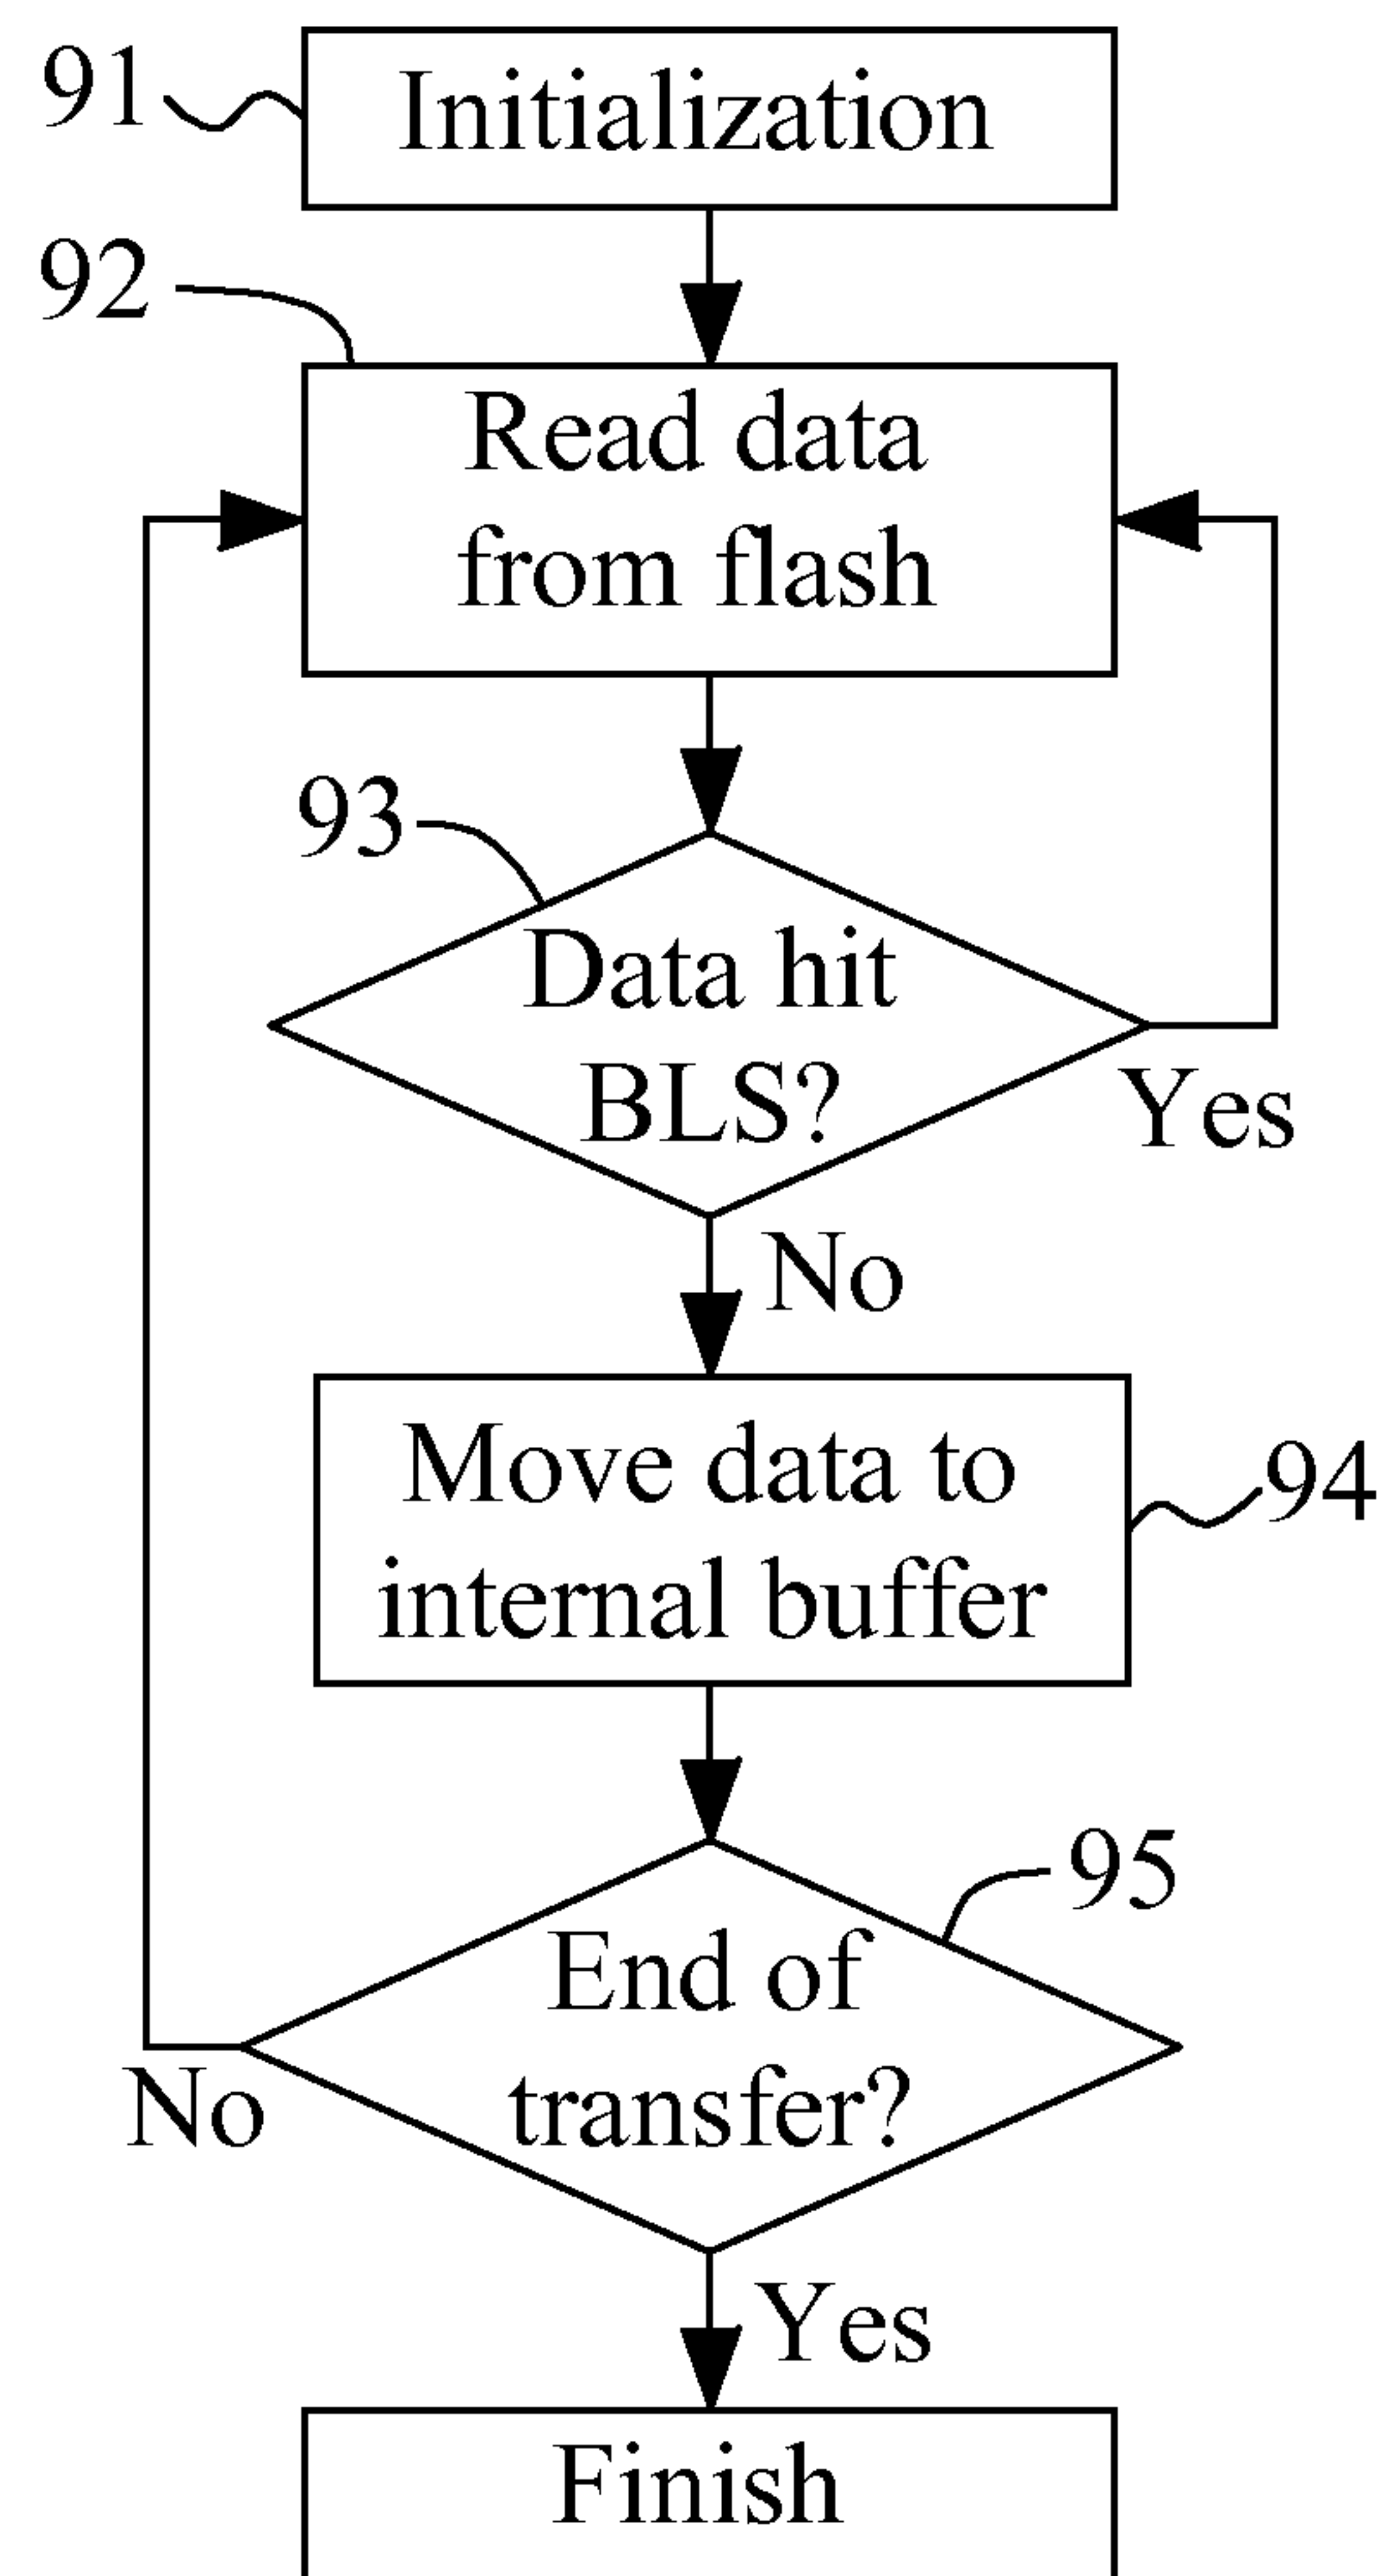 91
Initialization
92
Read data
from flash
93
Data hit
BLS?
Yes
No
Move data to
internal buffer
94
95
End of
transfer?
No
Yes
Finish